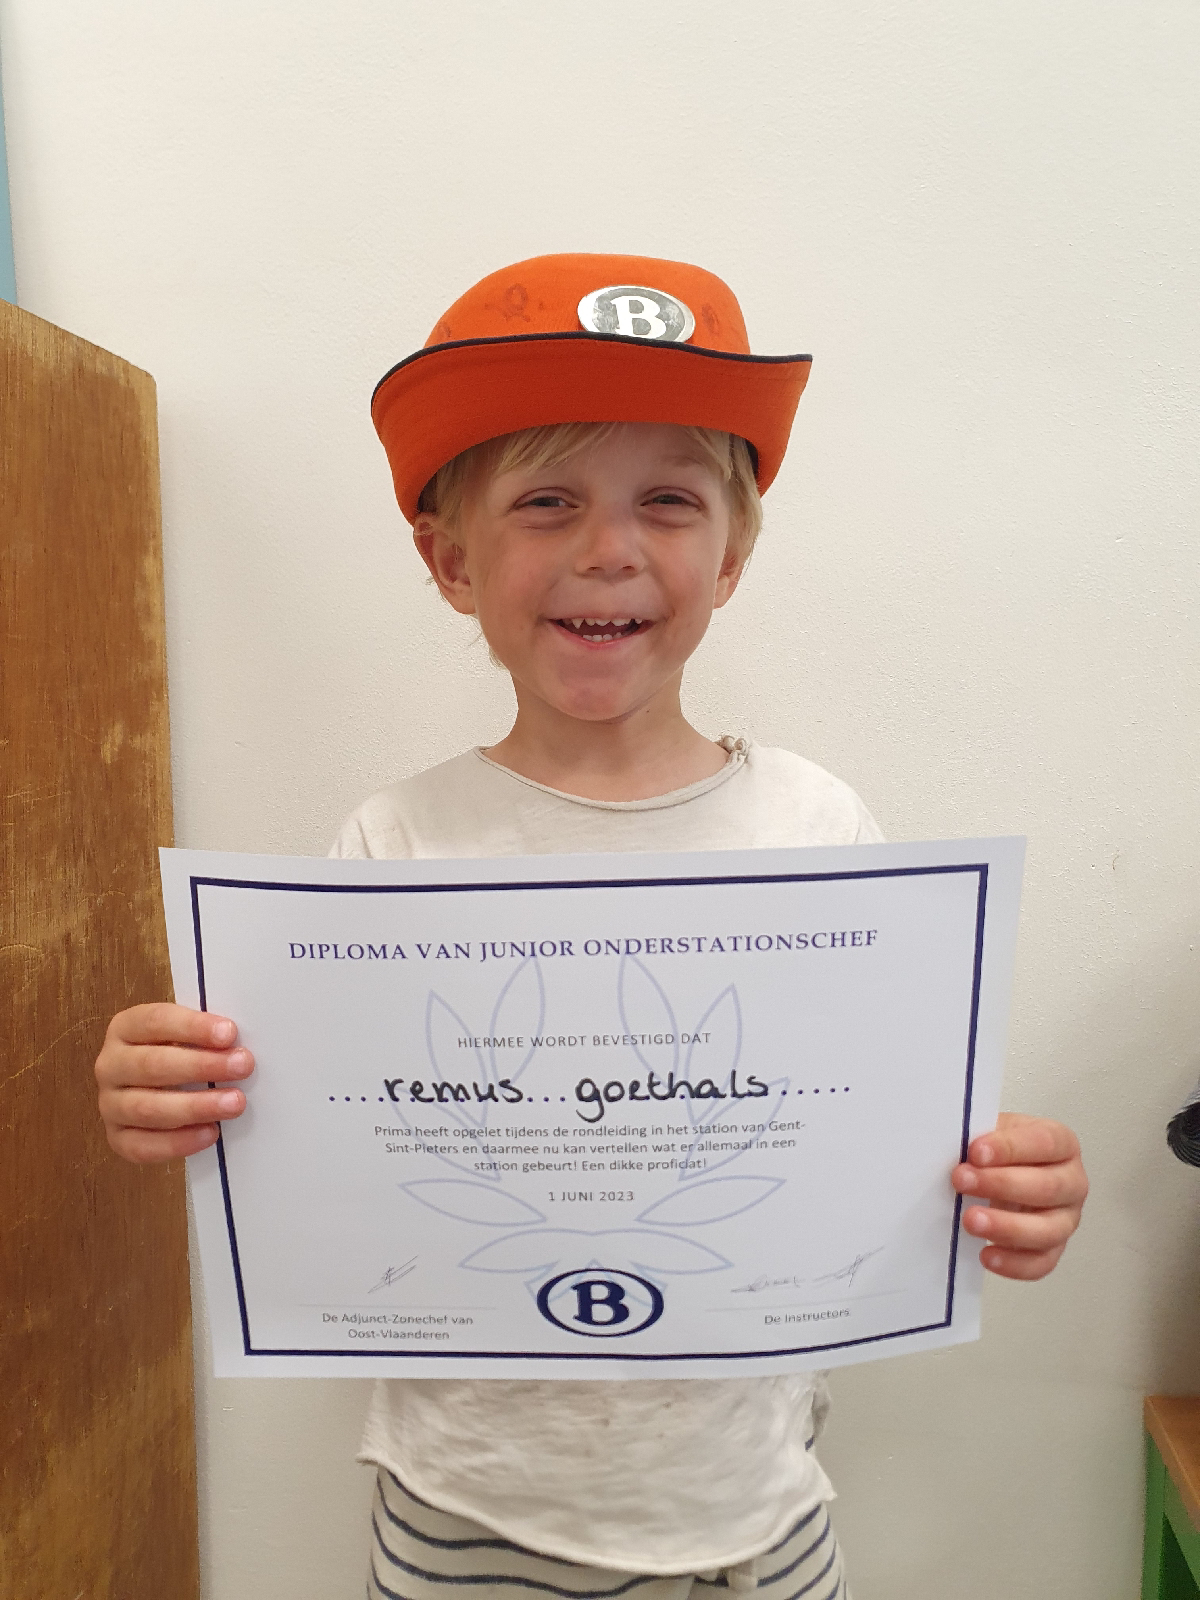 B
DIPLOMA VAN JUNIOR ONDERSTATIONSCHEF
HIERMEE WORDT BEVESTIGD DAT
....remus...goethals.....
Prima heeft opgelet tijdens de rondleiding in het station van Gent-
Sint-Pieters en daarmee nu kan vertellen wat er allemaal in een
station gebeurt! Een dikke proficiat!
1 JUNI 2023
De Adjunct-Zonechef van
Oost-Vlaanderen
B
De Instructors